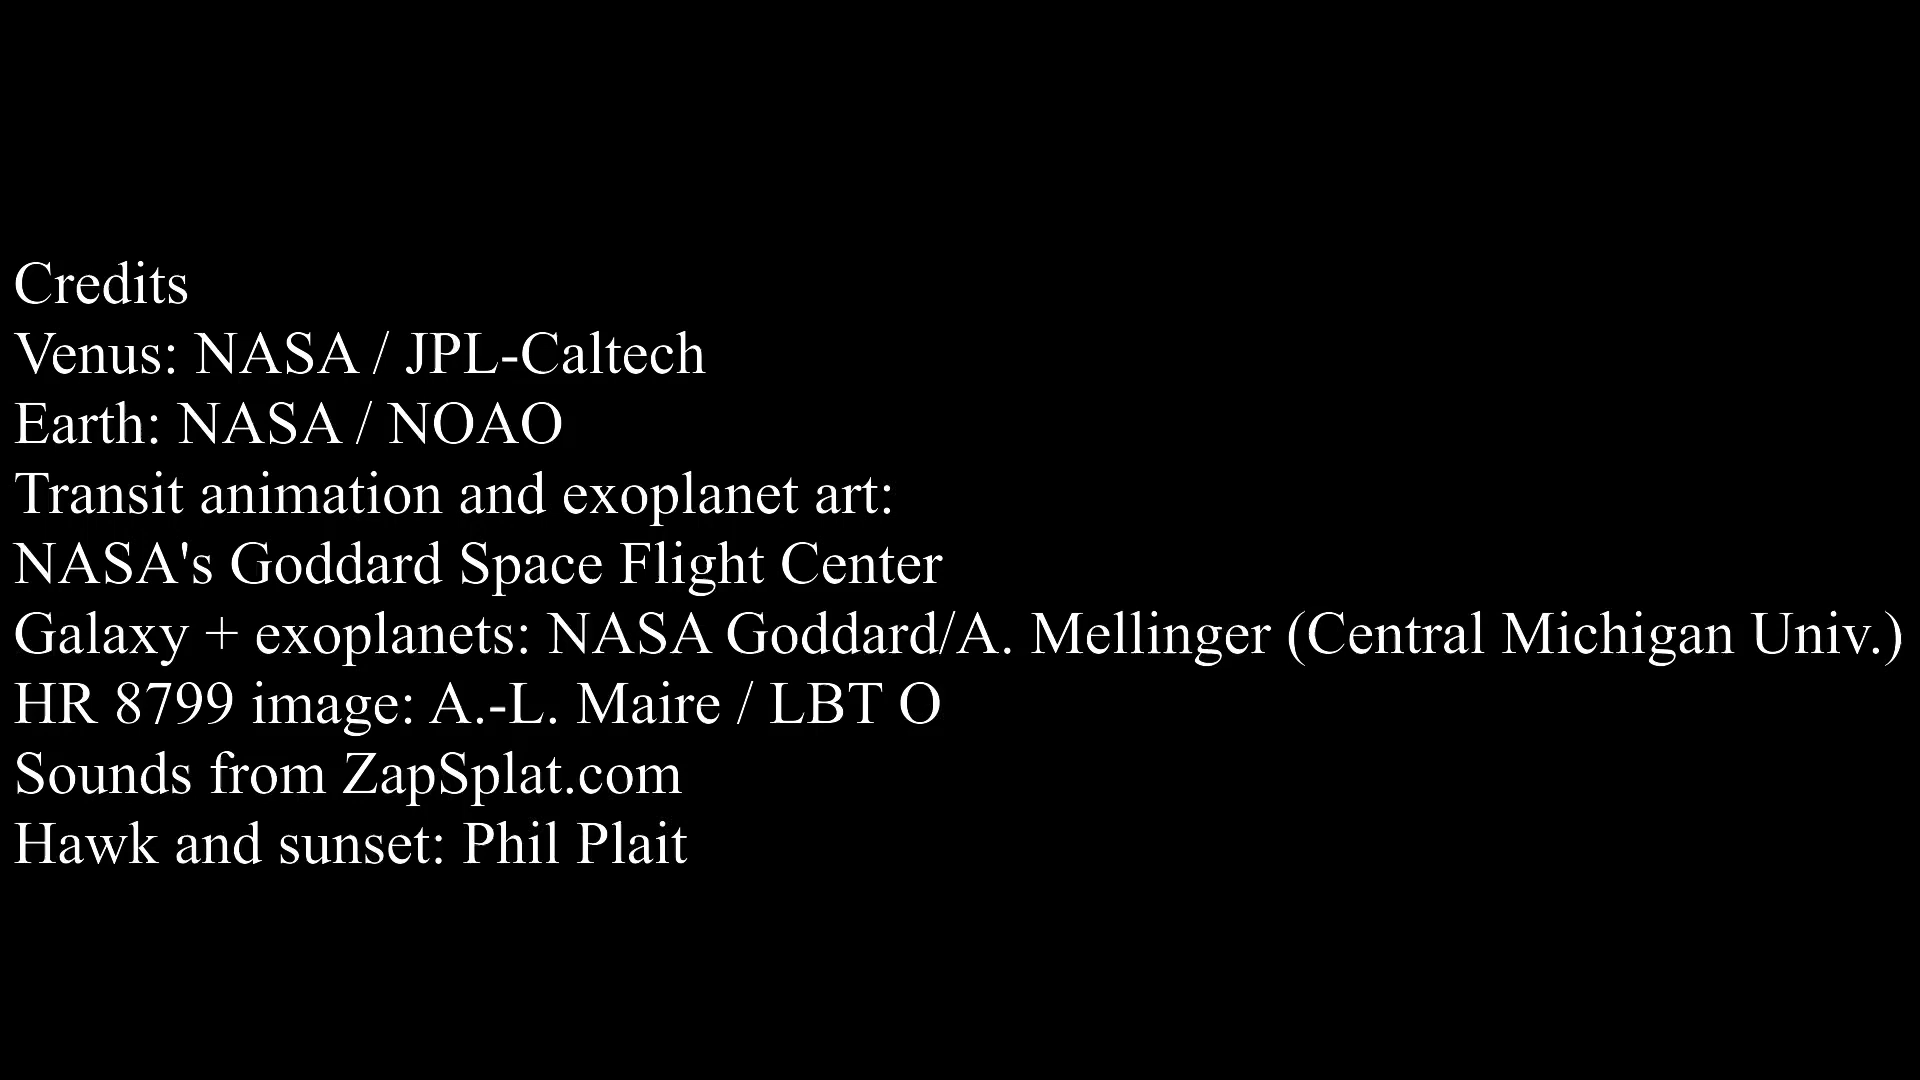 Credits
Venus: NASA / JPL-Caltech
Earth: NASA / NOAO
Transit animation and exoplanet art:
NASA's Goddard Space Flight Center
Galaxy + exoplanets: NASA Goddard/A. Mellinger (Central Michigan Univ.)
HR 8799 image: A.-L. Maire / LBT O
Sounds from ZapSplat.com
Hawk and sunset: Phil Plait